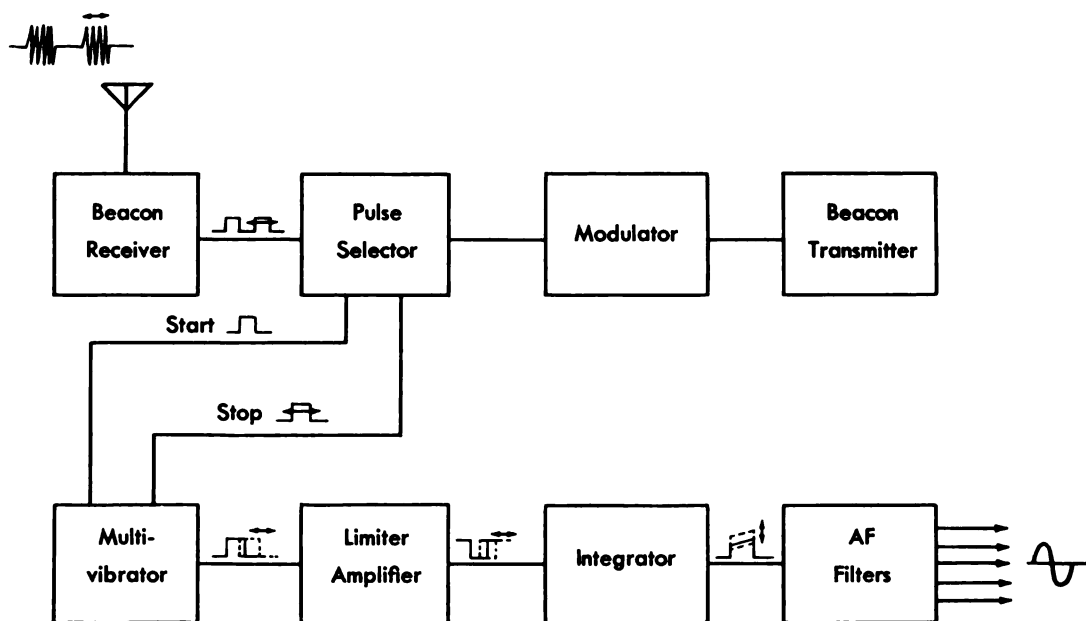 Beacon
Receiver
Pulse
Selector
Modulator
Beacon
Transmitter
Start
Stop
Multi-
vibrator
Limiter
Amplifier
Integrator
AF
Filters